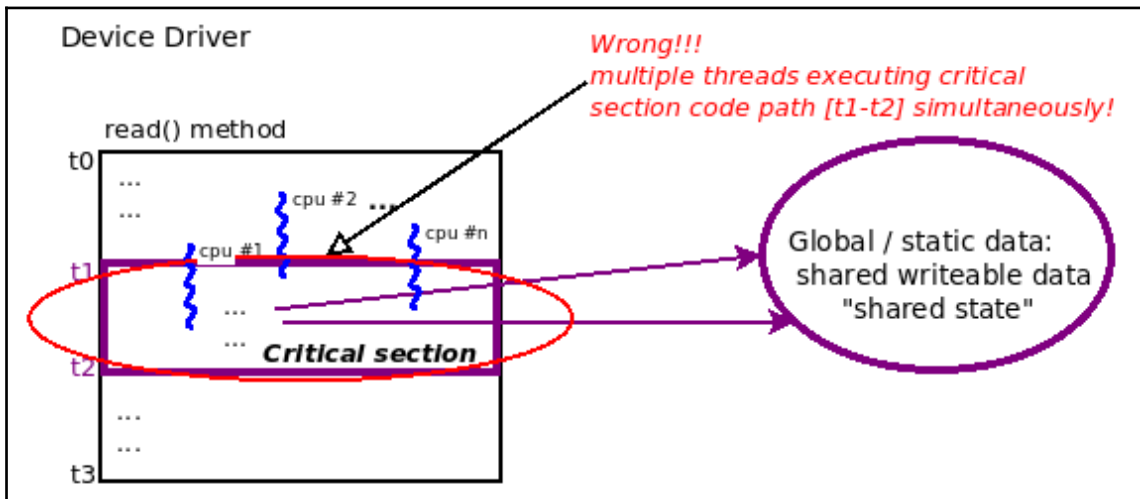 Device Driver
Wrong!!!
multiple threads executing critical
section code path [t1-t2] simultaneously!
read() method
t0
...
...
cpu #2 ...
cpu #1
cpu #n
t1
...
...
Critical section
t2
...
...
t3
Global / static data:
shared writeable data
"shared state"